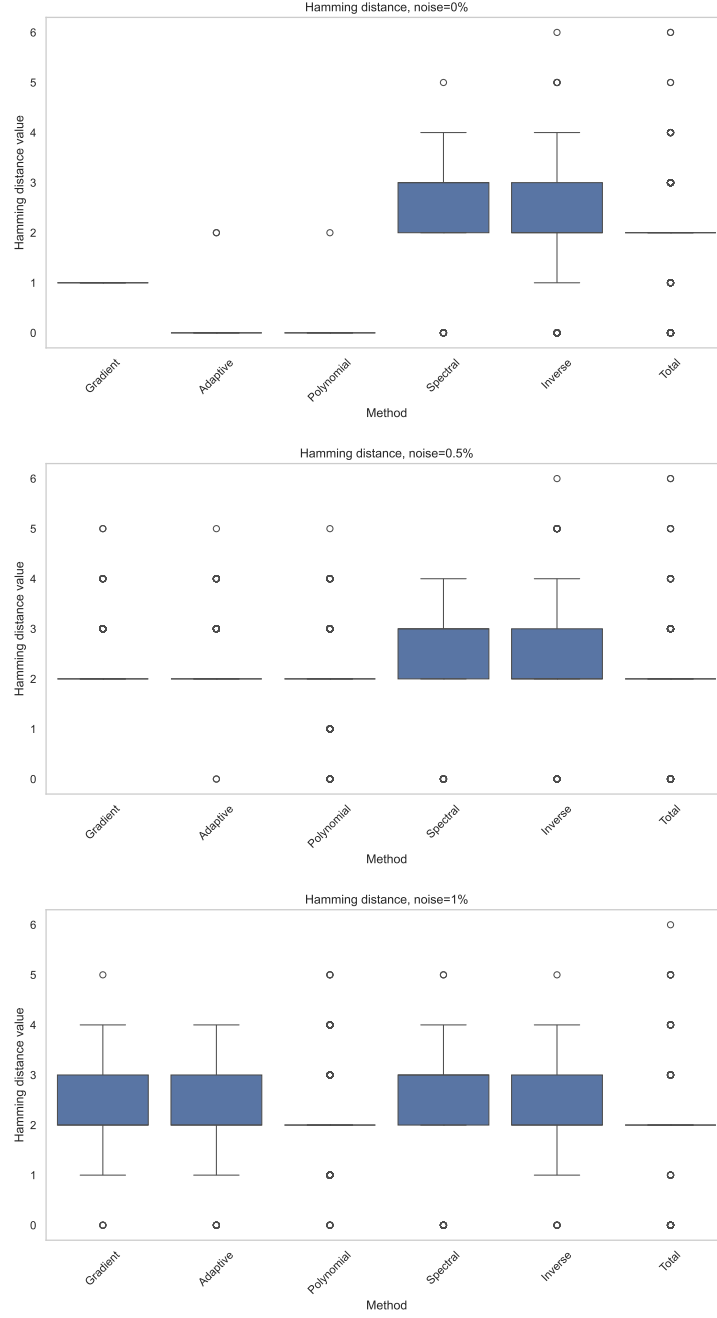 Hamming distance, noise=0%
6
5
4
3
2
1
0
Hamming distance value
Gradient
Adaptive
Polynomial
Spectral
Inverse
Total
Method
Hamming distance, noise=0.5%
6
5
4
3
2
1
0
Hamming distance value
Gradient
Adaptive
Polynomial
Spectral
Inverse
Total
Method
Hamming distance, noise=1%
6
5
4
3
2
1
0
Hamming distance value
Gradient
Adaptive
Polynomial
Spectral
Inverse
Total
Method